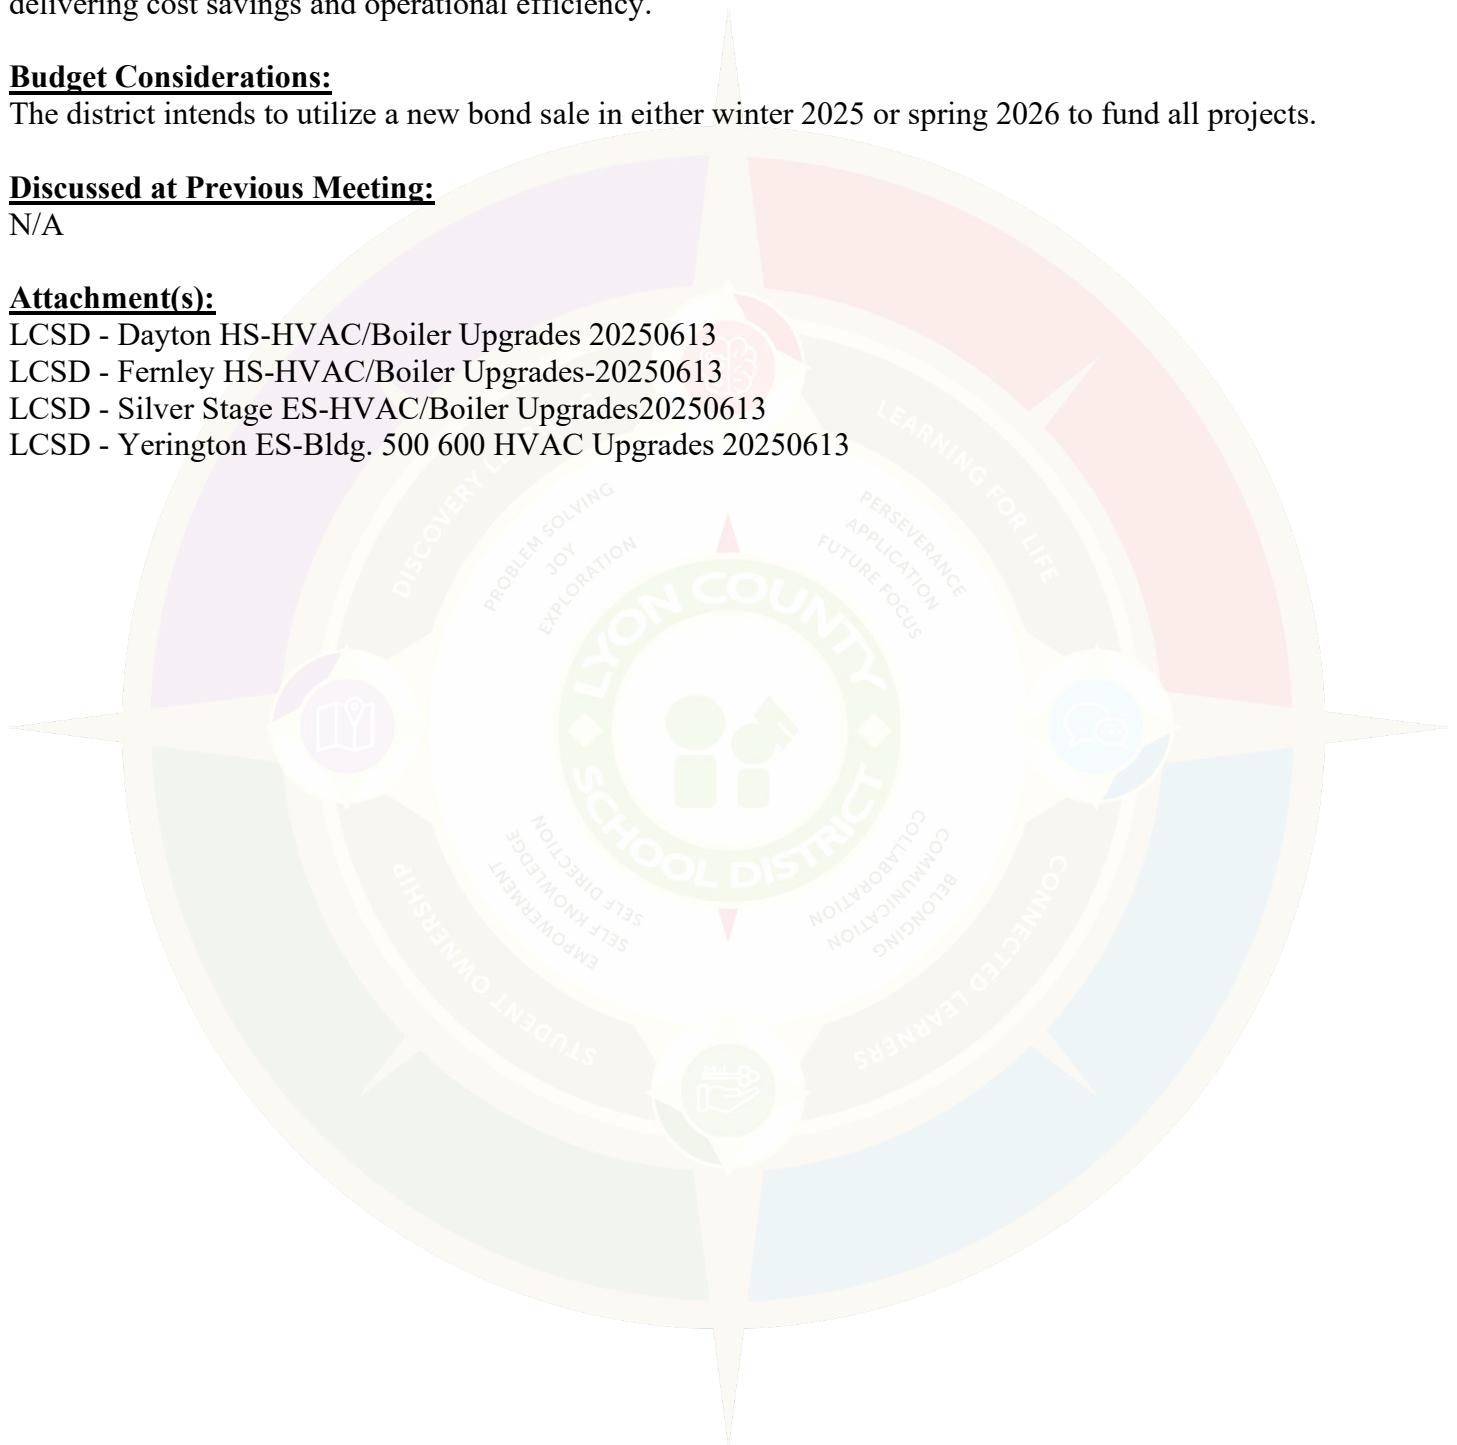 delivering cost savings and operational efficiency.
Budget Considerations:
The district intends to utilize a new bond sale in either winter 2025 or spring 2026 to fund all projects.
Discussed at Previous Meeting:
N/A
Attachment(s):
LCSD - Dayton HS-HVAC/Boiler Upgrades 20250613
LCSD - Fernley HS-HVAC/Boiler Upgrades-20250613
LCSD - Silver Stage ES-HVAC/Boiler Upgrades20250613
LCSD - Yerington ES-Bldg. 500 600 HVAC Upgrades 20250613
DISCOVERY
LEARNING FOR LIFE
PROBLEM SOLVING
JOY
EXPLORATION
PERSEVERANCE
APPLICATION
FUTURE FOCUS
LYON COUNTY
SCHOOL DISTRICT
SELF DIRECTION
SELF KNOWLEDGE
EMPOWERMENT
COLLABORATION
COMMUNICATION
BELONGING
STUDENT OWNERSHIP
CONNECTED LEARNERS